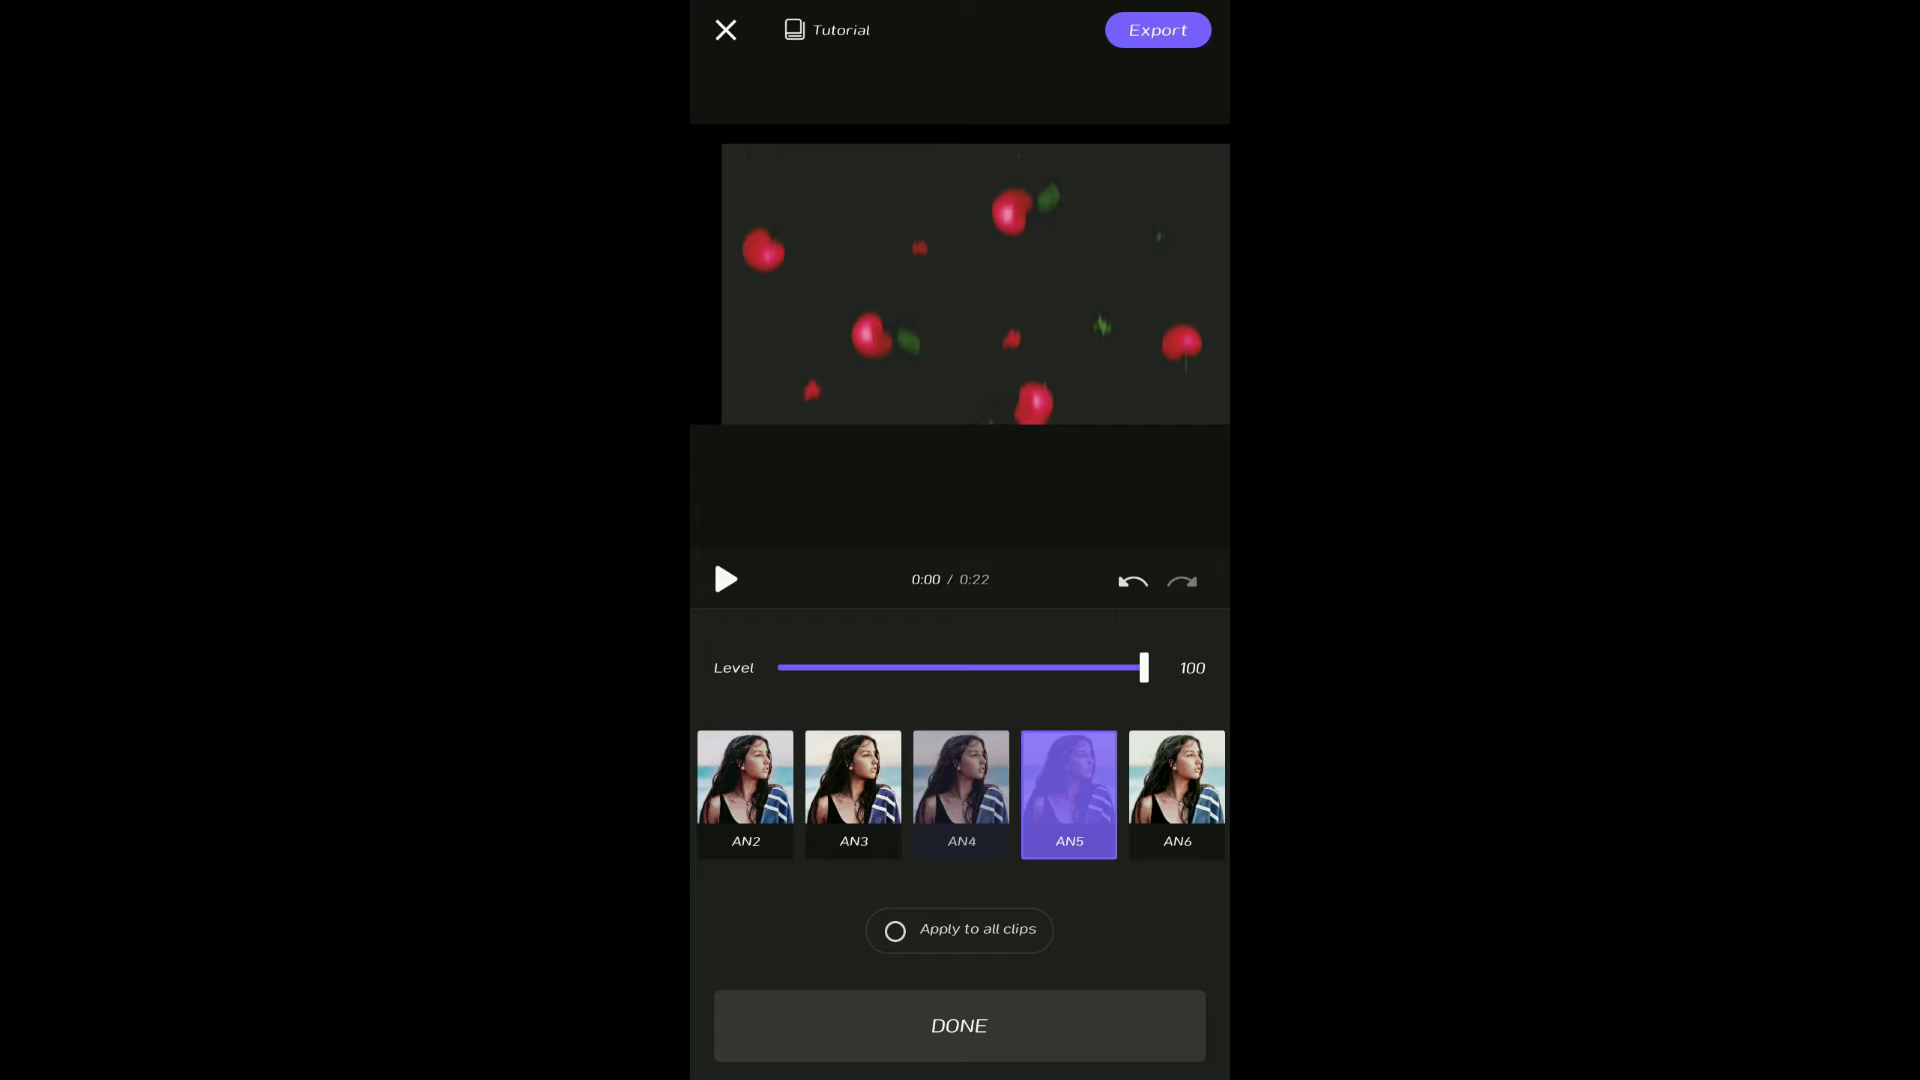 Tutorial
Export
0:00 / 0:22
Level
100
AN2
AN3
AN4
AN5
AN6
Apply to all clips
DONE